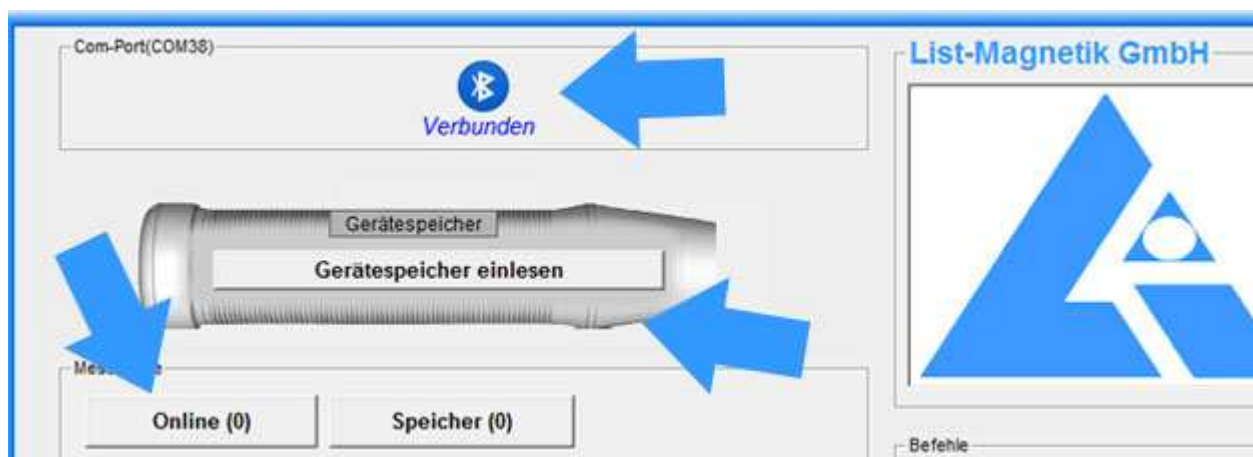 Com-Port(COM38)
Verbunden
Gerätespeicher
Gerätespeicher einlesen
Online (0)
Speicher (0)
List-Magnetik GmbH
Befehle